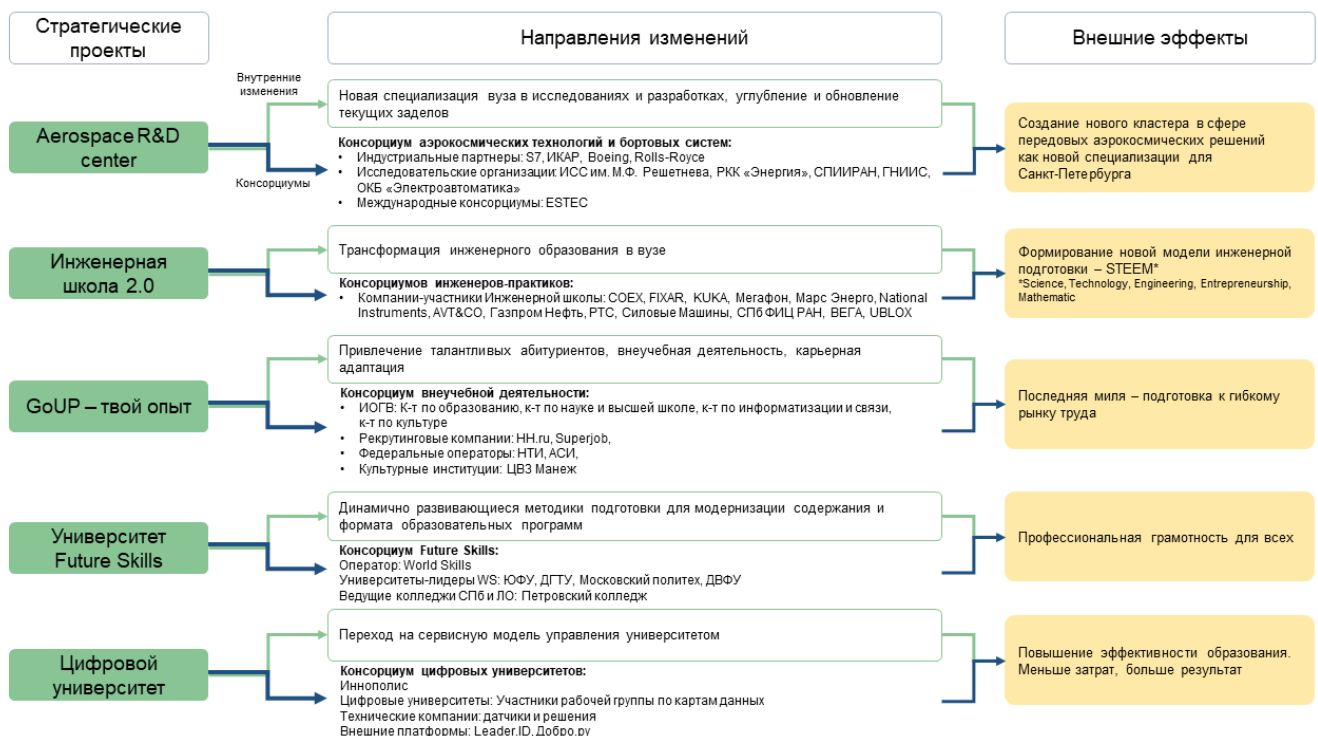 Стратегические
проекты
Направления изменений
Внешние эффекты
Внутренние
изменения
Aerospace R&D
center
Консорциумы
Новая специализация вуза в исследованиях и разработках, углубление и обновление
текущих заделов
Консорциум аэрокосмических технологий и бортовых систем:
• Индустриальные партнеры: S7, ИКАР, Boeing, Rolls-Royce
• Исследовательские организации: ИСС им. М.Ф. Решетнева, РКК «Энергия», СПИИРАН, ГНИИС,
ОКБ «Электроавтоматика»
• Международные консорциумы: ESTEC
Создание нового кластера в сфере
передовых аэрокосмических решений
как новой специализации для
Санкт-Петербурга
Инженерная
школа 2.0
Трансформация инженерного образования в вузе
Консорциумов инженеров-практиков:
• Компании-участники Инженерной школы: COEX, FIXAR, KUKA, Мегафон, Марс Энерго, National
Instruments, AVT&CO, Газпром Нефть, РТС, Силовые Машины, СПб ФИЦ РАН, ВЕГА, UBLOX
Формирование новой модели инженерной
подготовки – STEEM*
*Science, Technology, Engineering, Entrepreneurship,
Mathematic
GoUP – твой опыт
Привлечение талантливых абитуриентов, внеучебная деятельность, карьерная
адаптация
Консорциум внеучебной деятельности:
• ИОГВ: К-т по образованию, к-т по науке и высшей школе, к-т по информатизации и связи,
к-т по культуре
• Рекрутинговые компании: HH.ru, Superjob,
• Федеральные операторы: НТИ, АСИ,
• Культурные институции: ЦВЗ Манеж
Последняя миля – подготовка к гибкому
рынку труда
Университет
Future Skills
Динамично развивающиеся методики подготовки для модернизации содержания и
формата образовательных программ
Консорциум Future Skills:
Оператор: World Skills
Университеты-лидеры WS: ЮФУ, ДГТУ, Московский политех, ДВФУ
Ведущие колледжи СПб и ЛО: Петровский колледж
Профессиональная грамотность для всех
Цифровой
университет
Переход на сервисную модель управления университетом
Консорциум цифровых университетов:
Иннополис
Цифровые университеты: Участники рабочей группы по картам данных
Технические компании: датчики и решения
Внешние платформы: Leader.ID, Добро.ру
Повышение эффективности образования.
Меньше затрат, больше результат